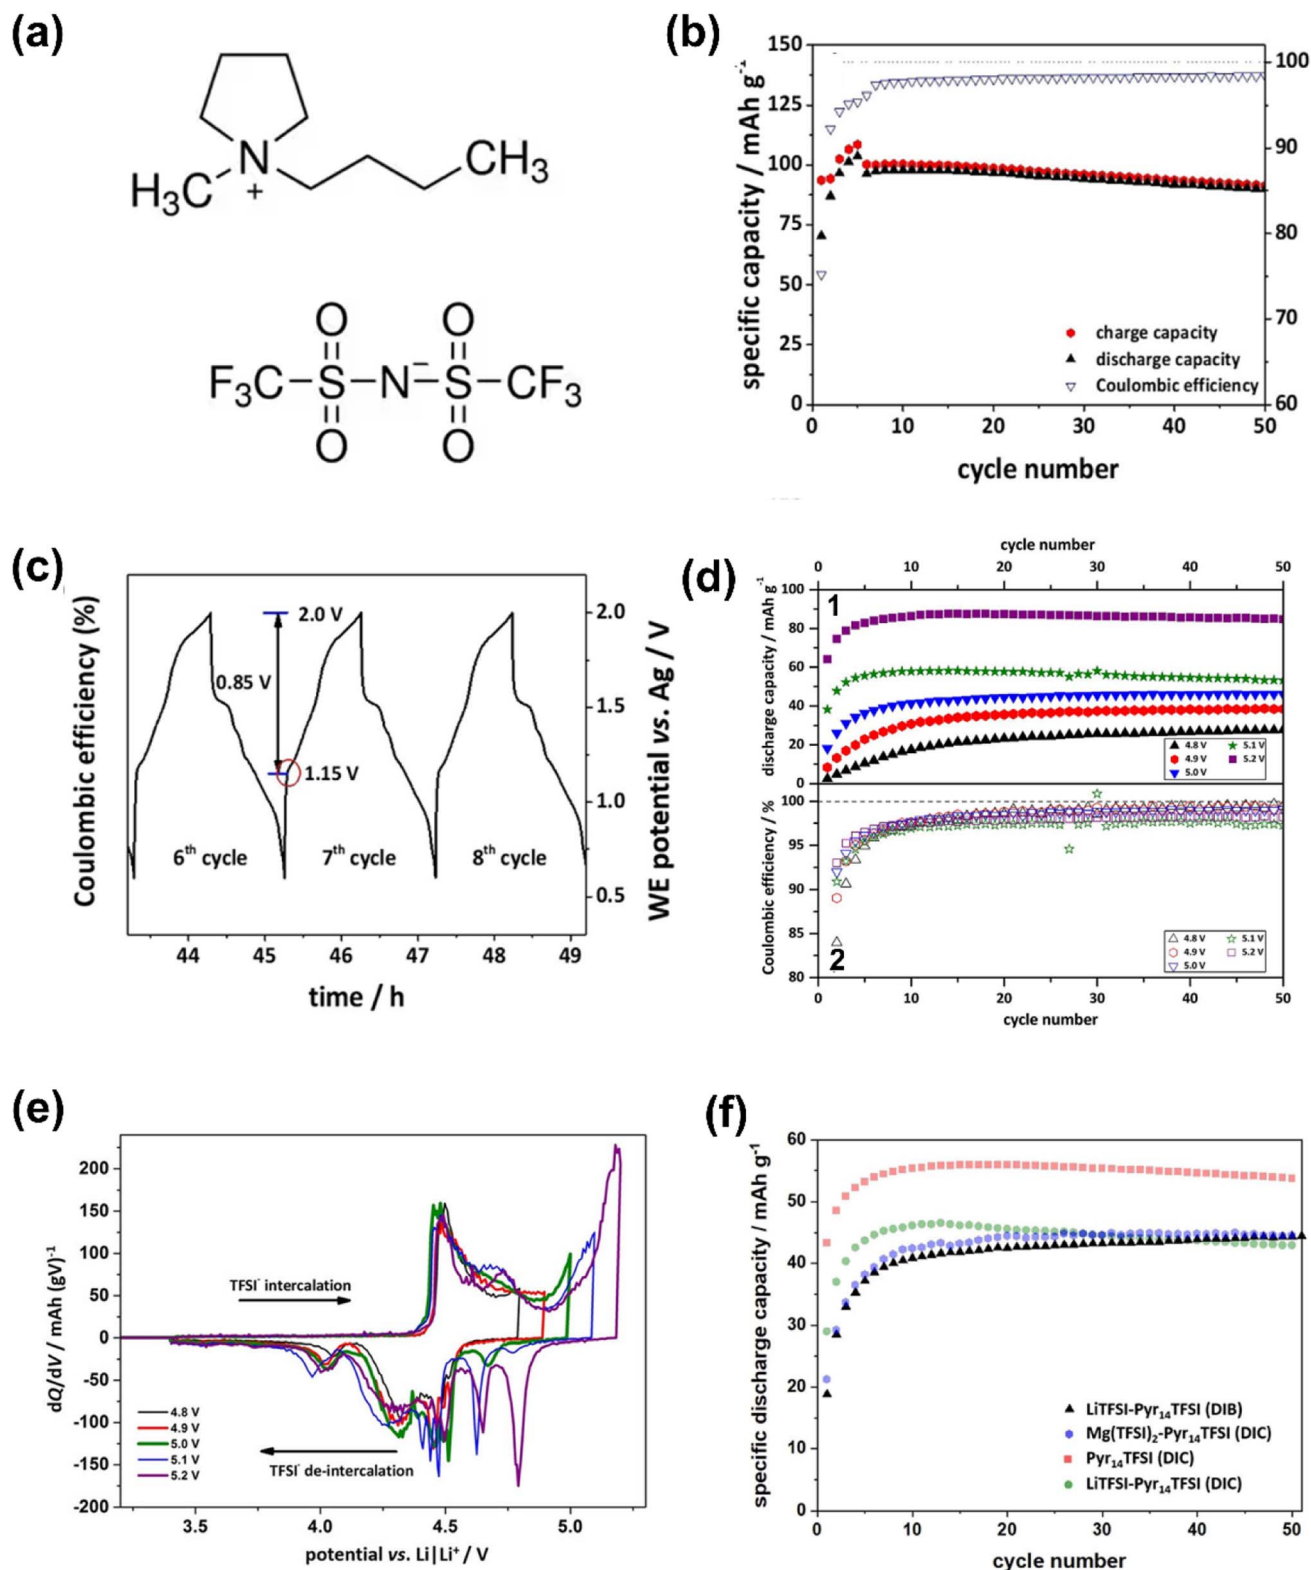 (a)
N
+
H₃C
CH₃
O O
F₃C-S-N⁻-S-CF₃
O O
(b)
specific capacity / mAh g⁻¹
150
125
100
75
50
25
0
100
90
80
70
60
charge capacity
discharge capacity
Coulombic efficiency
0 10 20 30 40 50
cycle number
(c)
Coulombic efficiency (%)
2.0 V
0.85 V
1.15 V
6th cycle
7th cycle
8th cycle
2.0
1.5
1.0
0.5
WE potential vs. Ag / V
44 45 46 47 48 49
time / h
(d)
cycle number
0 10 20 30 40 50
1
discharge capacity / mAh g⁻¹
100
80
60
40
20
0
4.8 V 5.1 V
4.9 V 5.2 V
5.0 V
Coulombic efficiency / %
100
95
90
85
80
2
4.8 V 5.1 V
4.9 V 5.2 V
5.0 V
0 10 20 30 40 50
cycle number
(e)
dQ/dV / mAh (gV)⁻¹
200
150
100
50
0
-50
-100
-150
-200
TFSI⁻ intercalation
TFSI⁻ de-intercalation
4.8 V
4.9 V
5.0 V
5.1 V
5.2 V
3.5 4.0 4.5 5.0
potential vs. Li|Li⁺ / V
(f)
specific discharge capacity / mAh g⁻¹
60
50
40
30
20
10
0
LiTFSI-Pyr₁₄TFSI (DIB)
Mg(TFSI)₂-Pyr₁₄TFSI (DIC)
Pyr₁₄TFSI (DIC)
LiTFSI-Pyr₁₄TFSI (DIC)
0 10 20 30 40 50
cycle number